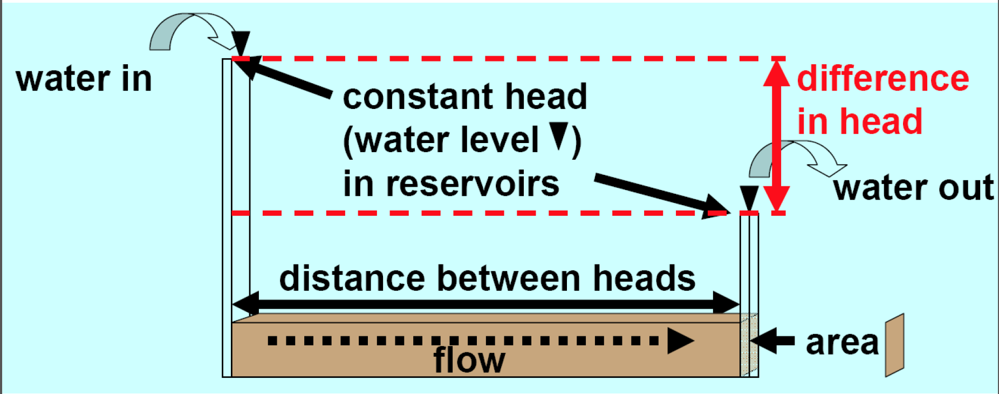 water in
constant head
(water level ▼)
in reservoirs
difference
in head
water out
distance between heads
flow
area